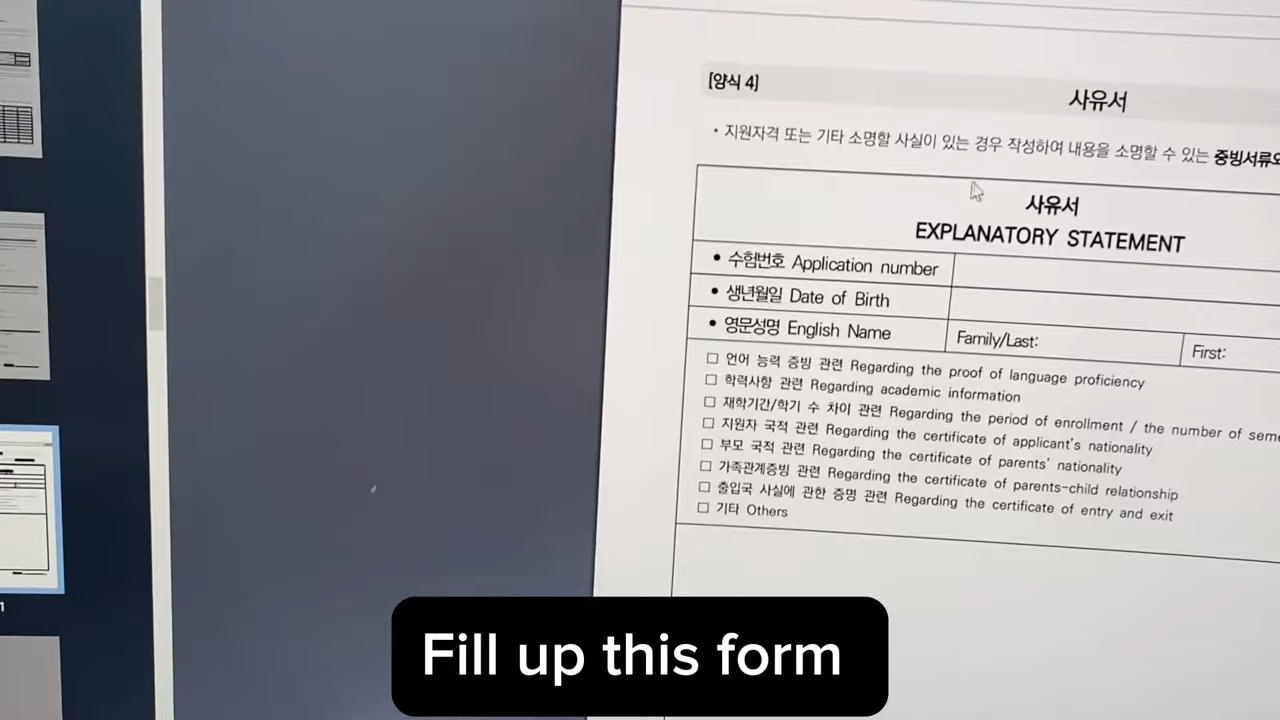 [양식 4]
사유서
• 지원자격 또는 기타 소명할 사실이 있는 경우 작성하여 내용을 소명할 수 있는 증빙서류와
사유서
EXPLANATORY STATEMENT
• 수험번호 Application number
• 생년월일 Date of Birth
• 영문성명 English Name
Family/Last:
First:
□ 언어 능력 증빙 관련 Regarding the proof of language proficiency
□ 학력사항 관련 Regarding academic information
□ 재학기간/학기 수 차이 관련 Regarding the period of enrollment / the number of seme
□ 지원자 국적 관련 Regarding the certificate of applicant's nationality
□ 부모 국적 관련 Regarding the certificate of parents' nationality
□ 가족관계증빙 관련 Regarding the certificate of parents-child relationship
□ 출입국 사실에 관한 증명 관련 Regarding the certificate of entry and exit
□ 기타 Others
1
Fill up this form